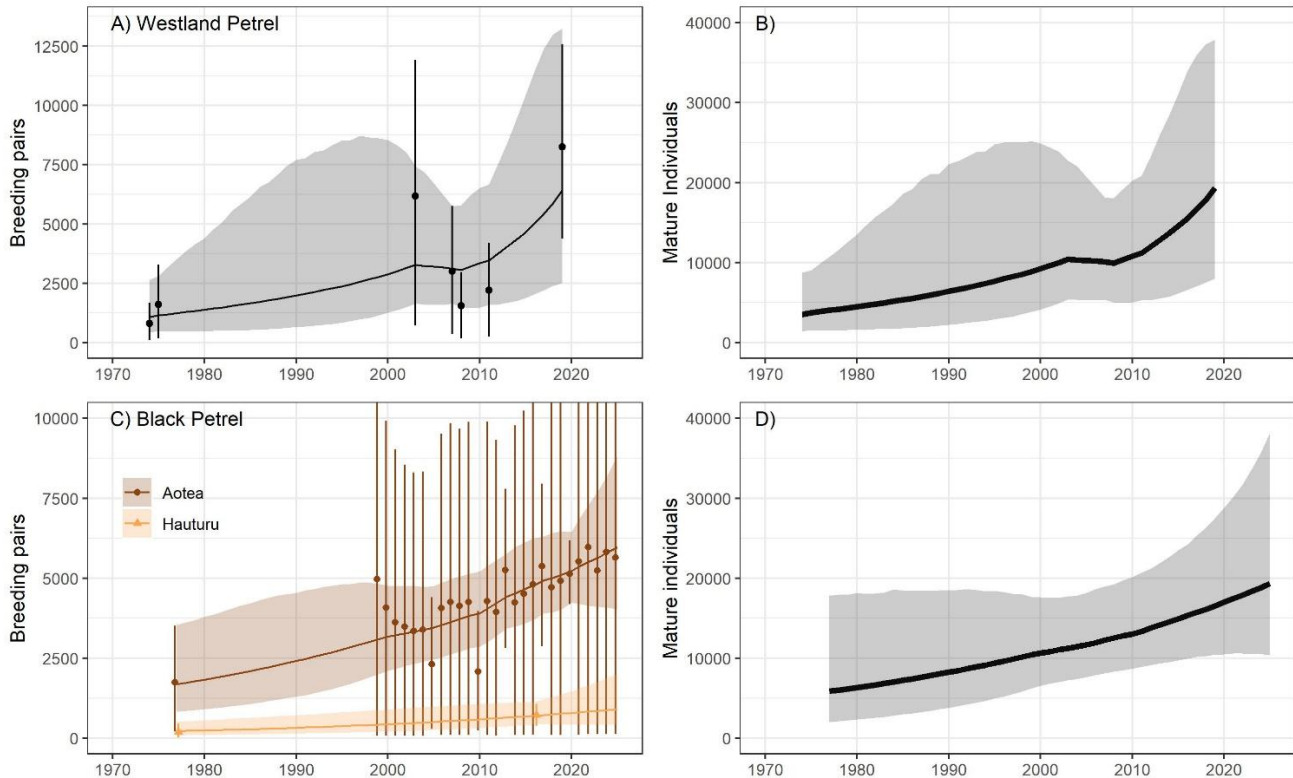 A) Westland Petrel
Breeding pairs
12500
10000
7500
5000
2500
0
1970 1980 1990 2000 2010 2020
B)
Mature Individuals
40000
30000
20000
10000
0
1970 1980 1990 2000 2010 2020
C) Black Petrel
Breeding pairs
10000
7500
5000
2500
0
Aotea
Hauturu
1970 1980 1990 2000 2010 2020
D)
Mature individuals
40000
30000
20000
10000
0
1970 1980 1990 2000 2010 2020